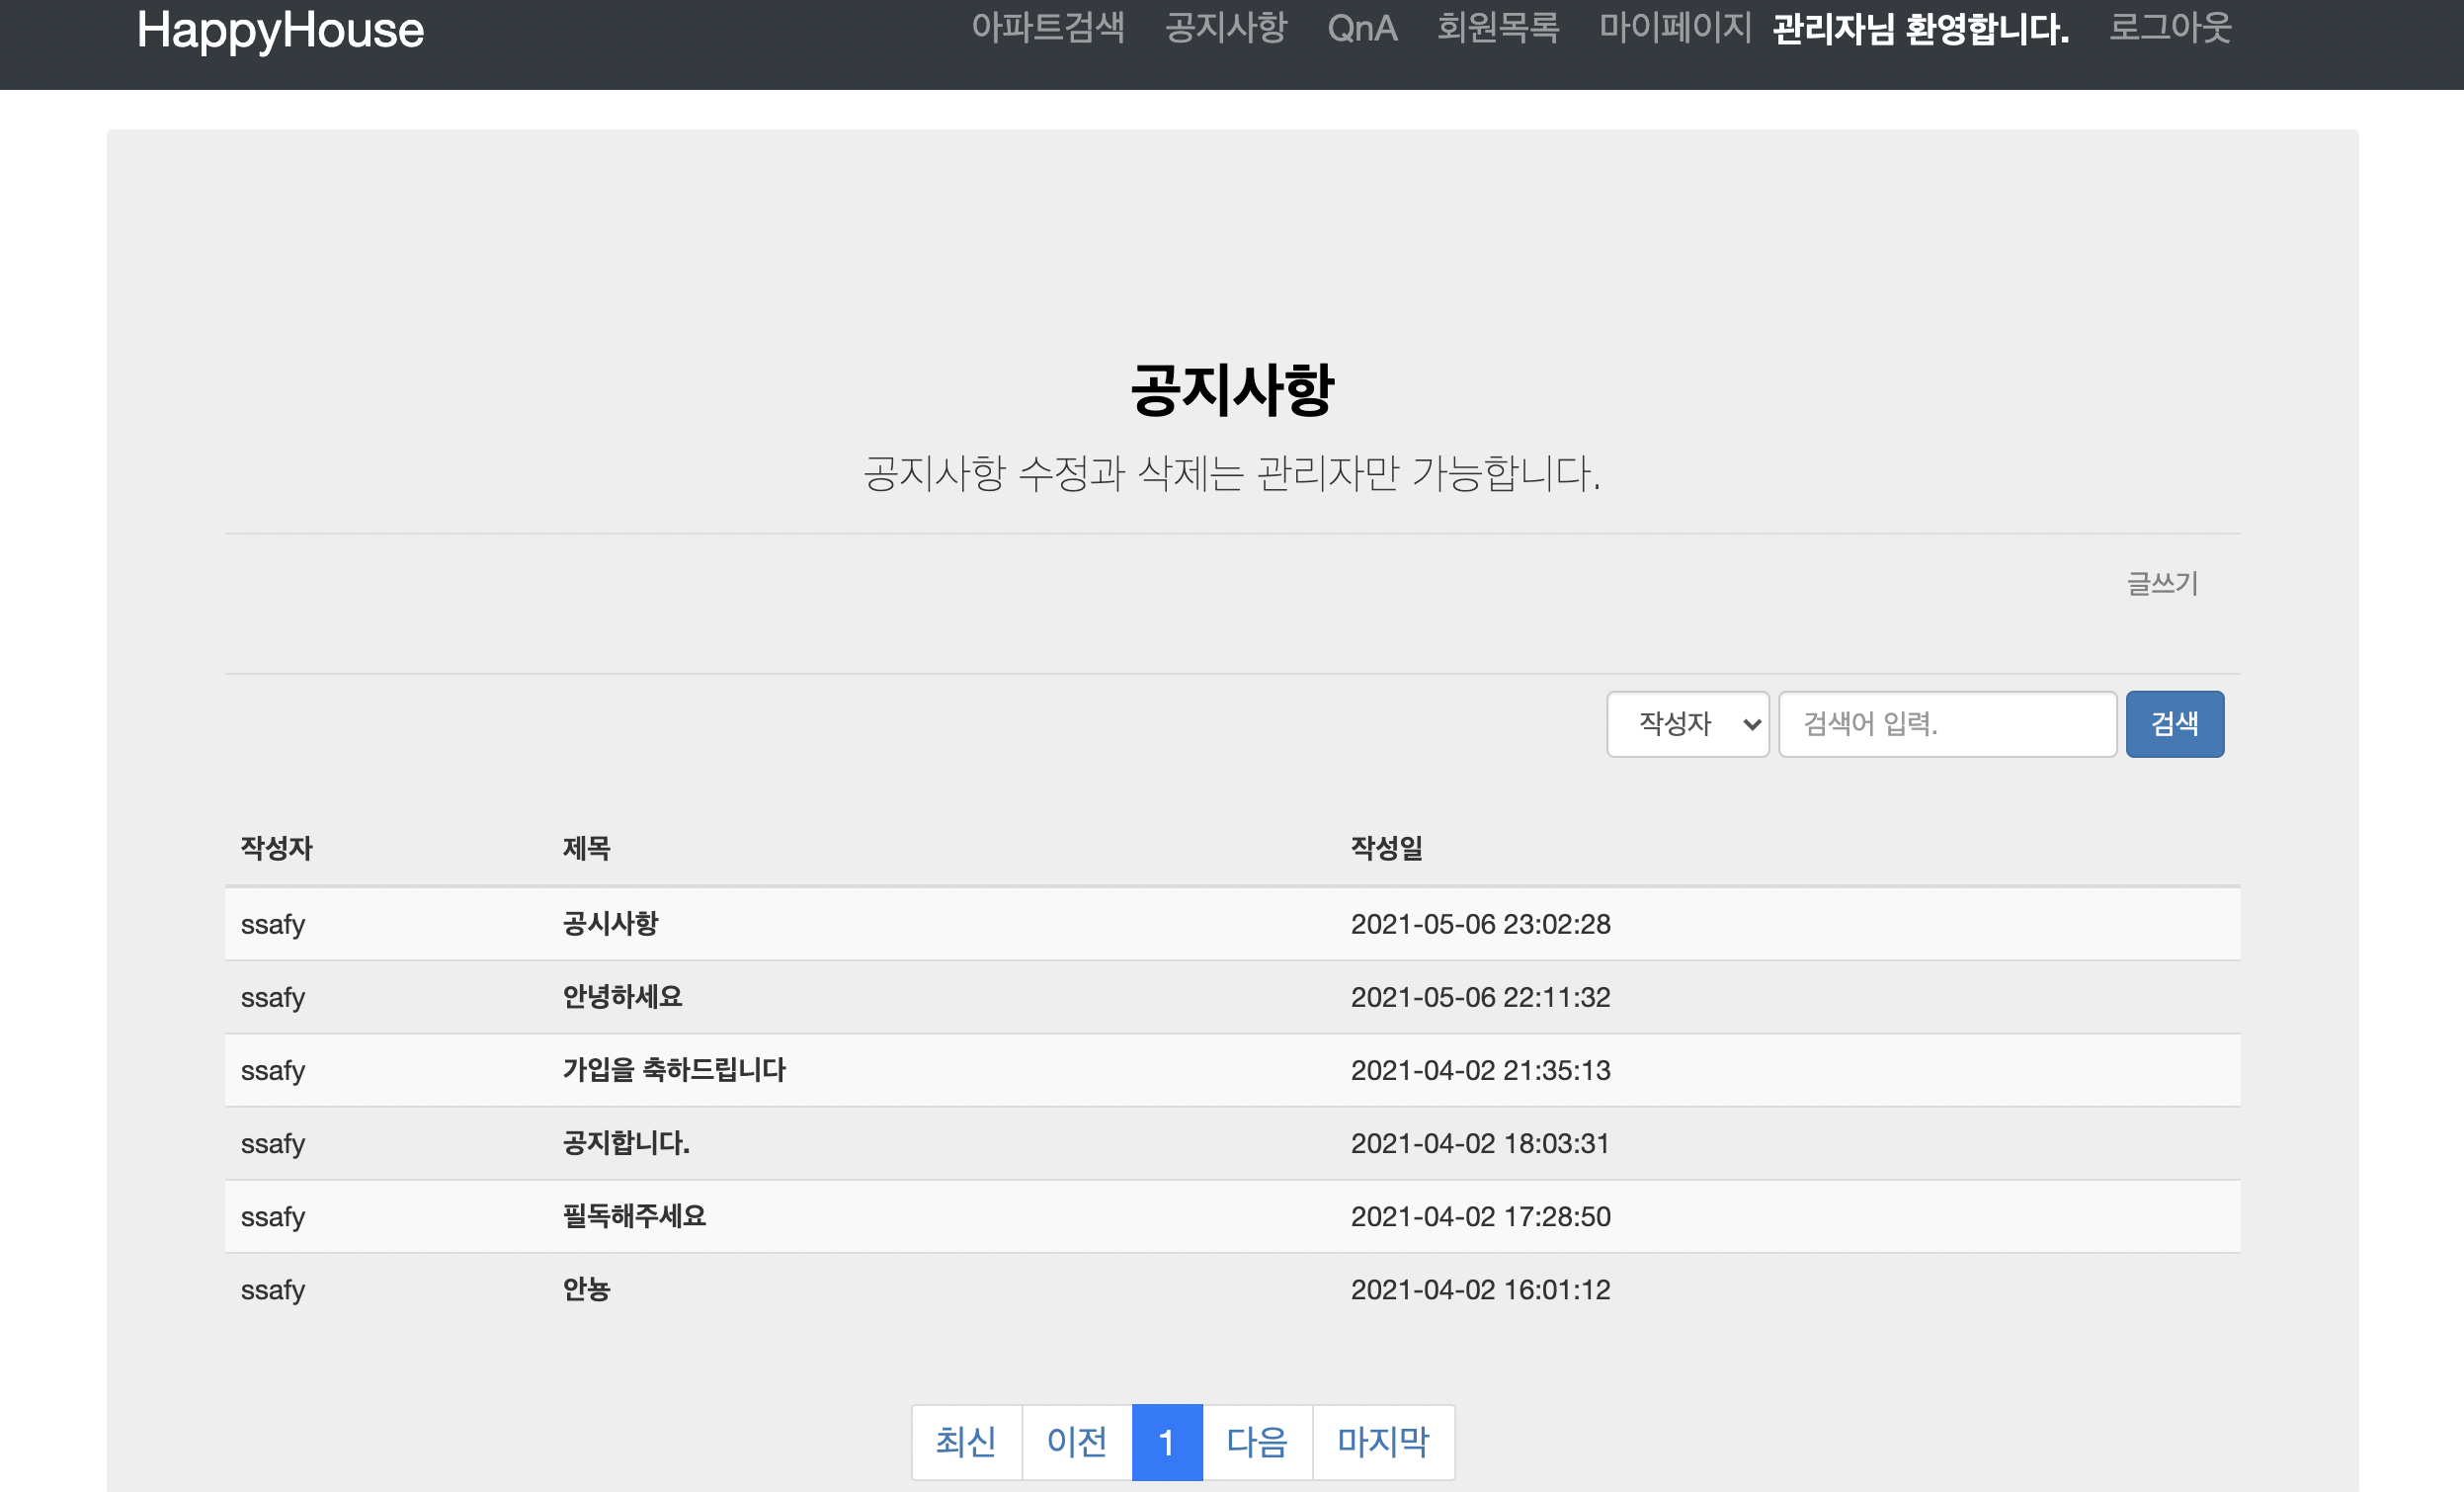 HappyHouse 아파트검색 공지사항 QnA 회원목록 마이페이지 관리자님 환영합니다. 로그아웃
공지사항
공지사항 수정과 삭제는 관리자만 가능합니다.
글쓰기
작성자 검색어 입력. 검색
작성자 제목 작성일
ssafy 공시사항 2021-05-06 23:02:28
ssafy 안녕하세요 2021-05-06 22:11:32
ssafy 가입을 축하드립니다 2021-04-02 21:35:13
ssafy 공지합니다. 2021-04-02 18:03:31
ssafy 필독해주세요 2021-04-02 17:28:50
ssafy 안뇽 2021-04-02 16:01:12
최신 이전 1 다음 마지막